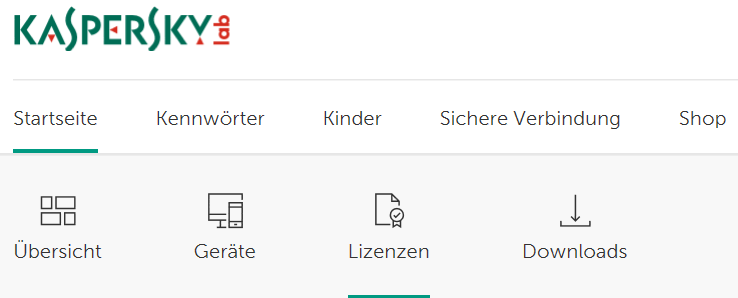 KASPERSKY lab
Startseite Kennwörter Kinder Sichere Verbindung Shop
Übersicht Geräte Lizenzen Downloads